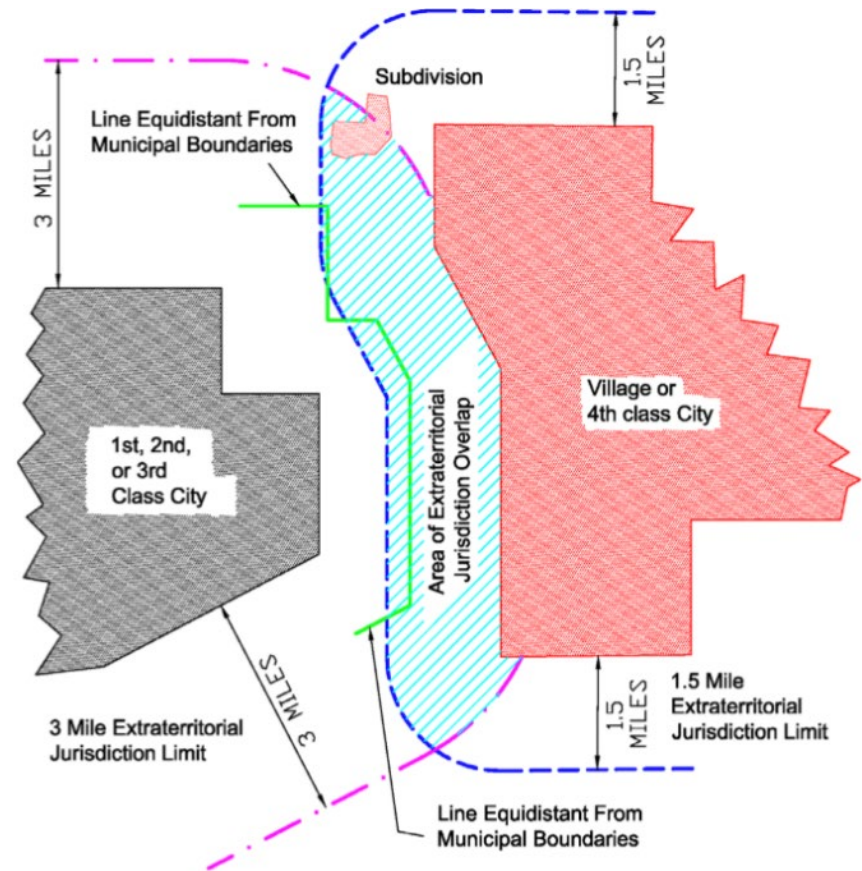 1.5
MILES
Subdivision
Line Equidistant From
Municipal Boundaries
3 MILES
Village or
4th class City
1st, 2nd,
or 3rd
Class City
Area of Extraterritorial
Jurisdiction Overlap
3 MILES
1.5
MILES
1.5 Mile
Extraterritorial
Jurisdiction Limit
3 Mile Extraterritorial
Jurisdiction Limit
Line Equidistant From
Municipal Boundaries